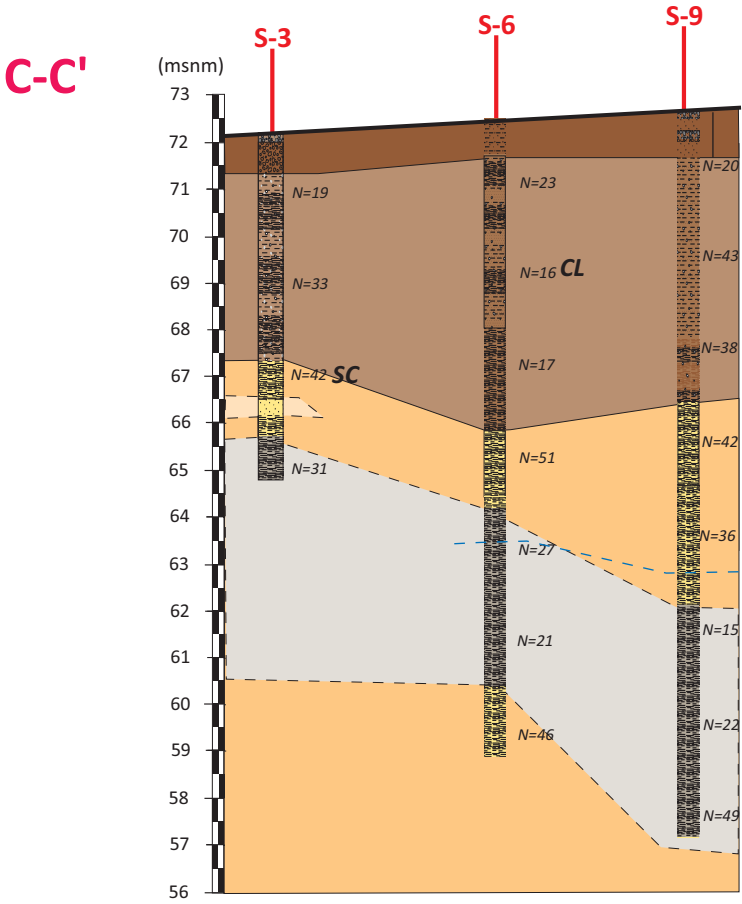 C-C'
S-3
S-6
S-9
(msnm)
73
72
71
70
69
68
67
66
65
64
63
62
61
60
59
58
57
56
N=19
N=33
N=42 SC
N=31
N=23
N=16 CL
N=17
N=51
N=27
N=21
N=46
N=20
N=43
N=38
N=42
N=36
N=15
N=22
N=49